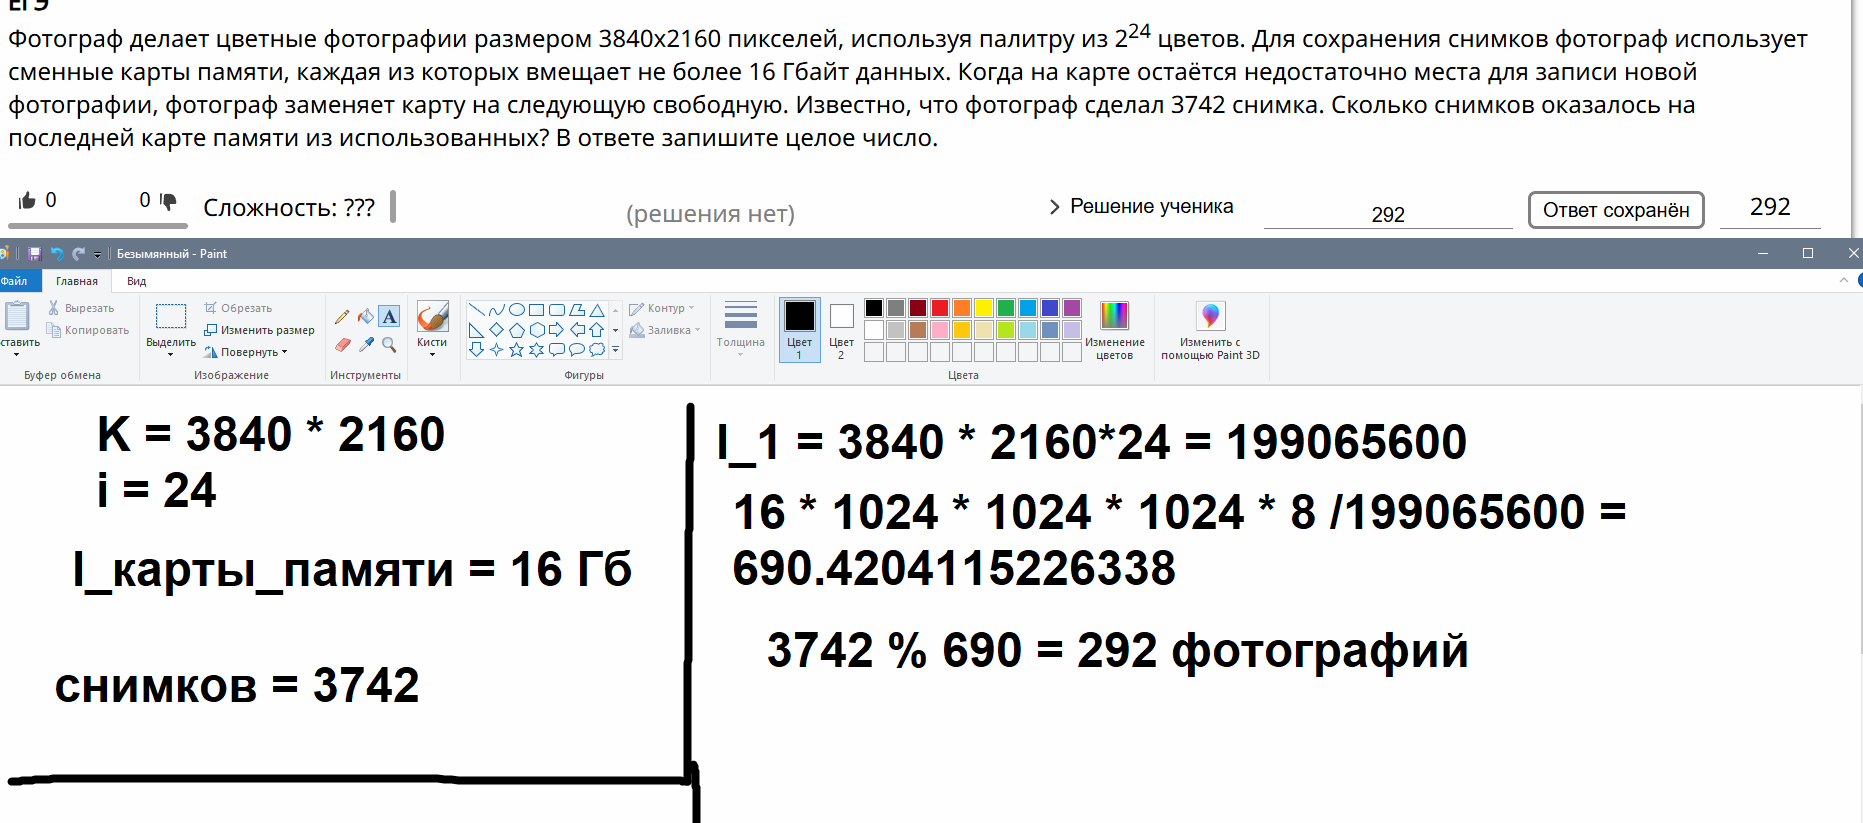 ЕГЭ
Фотограф делает цветные фотографии размером 3840x2160 пикселей, используя палитру из 2^24 цветов. Для сохранения снимков фотограф использует
сменные карты памяти, каждая из которых вмещает не более 16 Гбайт данных. Когда на карте остаётся недостаточно места для записи новой
фотографии, фотограф заменяет карту на следующую свободную. Известно, что фотограф сделал 3742 снимка. Сколько снимков оказалось на
последней карте памяти из использованных? В ответе запишите целое число.
0 0 Сложность: ??? (решения нет) Решение ученика 292 Ответ сохранён 292
Безымянный - Paint
Файл Главная Вид
ставить Вырезать Копировать
Буфер обмена
Выделить Обрезать Изменить размер Повернуть
Изображение
A
Инструменты
Кисти
Контур Заливка
Фигуры
Толщина
Цвет 1 Цвет 2
Изменение цветов
Изменить с помощью Paint 3D
Цвета
K = 3840 * 2160
i = 24
I_карты_памяти = 16 Гб
снимков = 3742
I_1 = 3840 * 2160*24 = 199065600
16 * 1024 * 1024 * 1024 * 8 /199065600 =
690.4204115226338
3742 % 690 = 292 фотографий